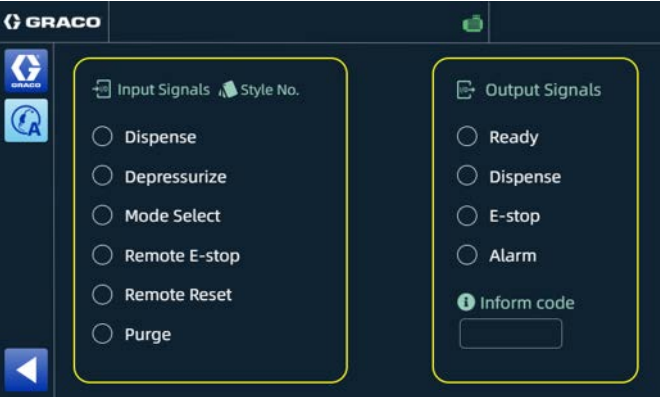 GRACO
GRACO
A
Input Signals Style No.
Dispense
Depressurize
Mode Select
Remote E-stop
Remote Reset
Purge
Output Signals
Ready
Dispense
E-stop
Alarm
Inform code